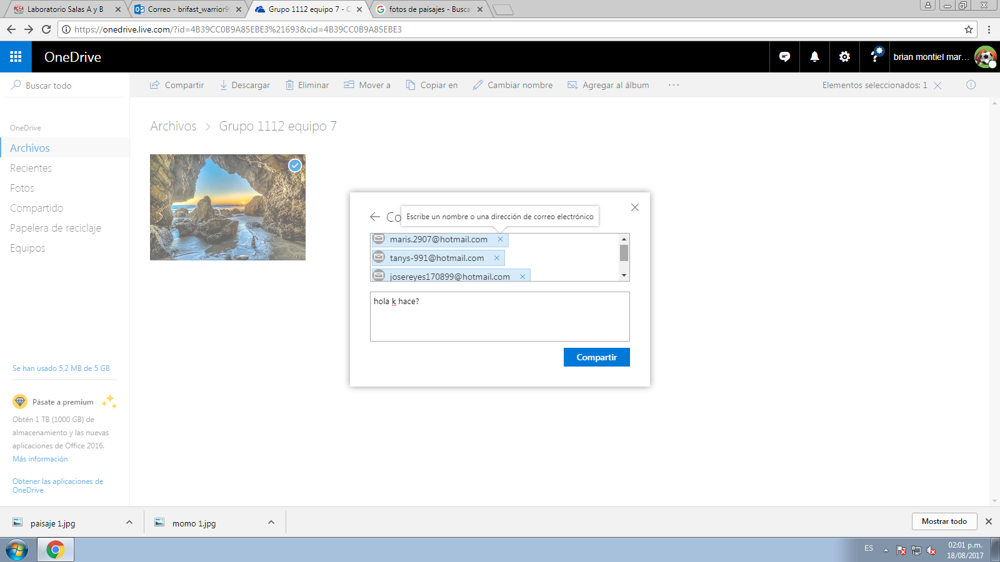 Laboratorio Salas A y B
Correo - brifast_warrior99
Grupo 1112 equipo 7 - O
fotos de paisajes - Busca
https://onedrive.live.com/?id=4B39CC0B9A85EBE3%21693&cid=4B39CC0B9A85EBE3
OneDrive
brian montiel mar...
Buscar todo
Compartir
Descargar
Eliminar
Mover a
Copiar en
Cambiar nombre
Agregar al álbum
Elementos seleccionados: 1
OneDrive
Archivos
Recientes
Fotos
Compartido
Papelera de reciclaje
Equipos
Archivos > Grupo 1112 equipo 7
Co
Escribe un nombre o una dirección de correo electrónico
maris.2907@hotmail.com
tanys-991@hotmail.com
josereyes170899@hotmail.com
hola k hace?
Compartir
Se han usado 5,2 MB de 5 GB
Pásate a premium
Obtén 1 TB (1000 GB) de
almacenamiento y las nuevas
aplicaciones de Office 2016.
Más información
Obtener las aplicaciones de
OneDrive
paisaje 1.jpg
momo 1.jpg
Mostrar todo
ES
02:01 p.m.
18/08/2017